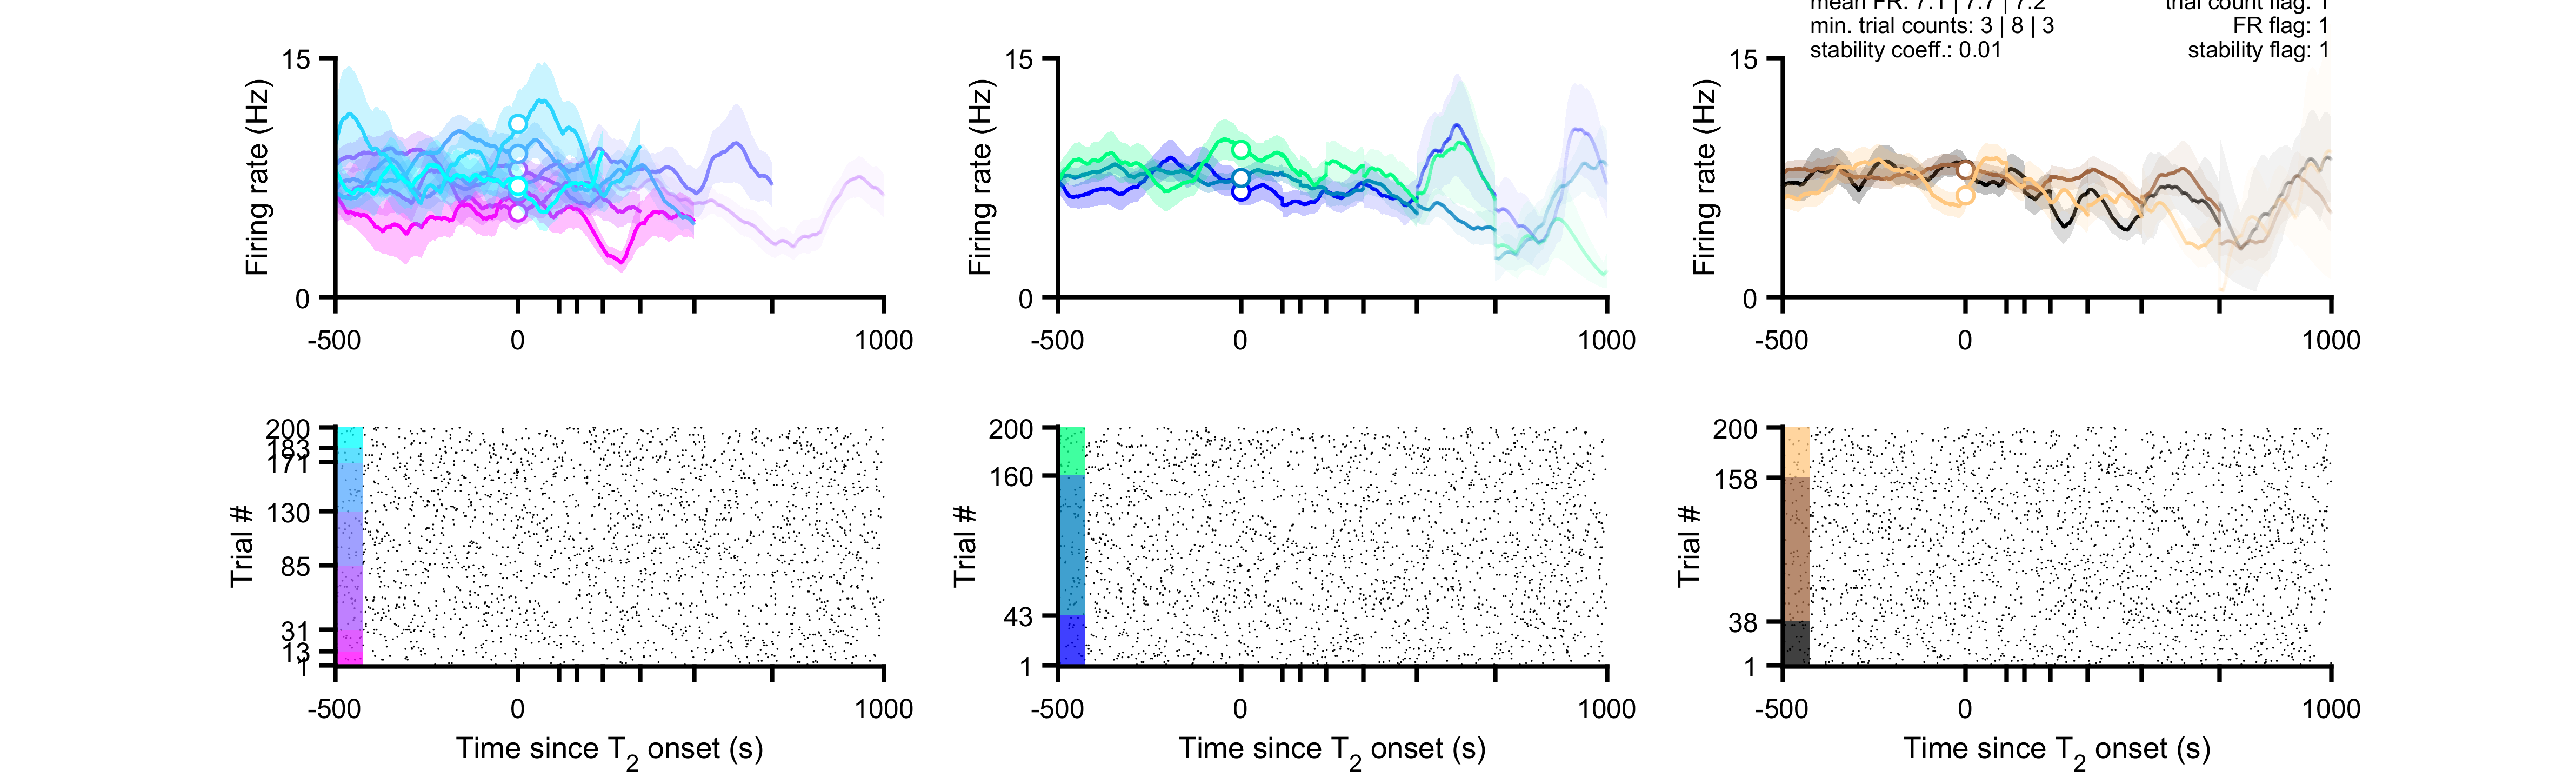 mean FR: 7.1 | 7.7 | 7.2
trial count flag: 1
min. trial counts: 3 | 8 | 3
FR flag: 1
stability coeff.: 0.01
stability flag: 1
15
Firing rate (Hz)
0
-500
0
1000
15
Firing rate (Hz)
0
-500
0
1000
15
Firing rate (Hz)
0
-500
0
1000
200
183
171
130
85
31
13
1
Trial #
-500
0
1000
Time since T2 onset (s)
200
160
43
1
Trial #
-500
0
1000
Time since T2 onset (s)
200
158
38
1
Trial #
-500
0
1000
Time since T2 onset (s)